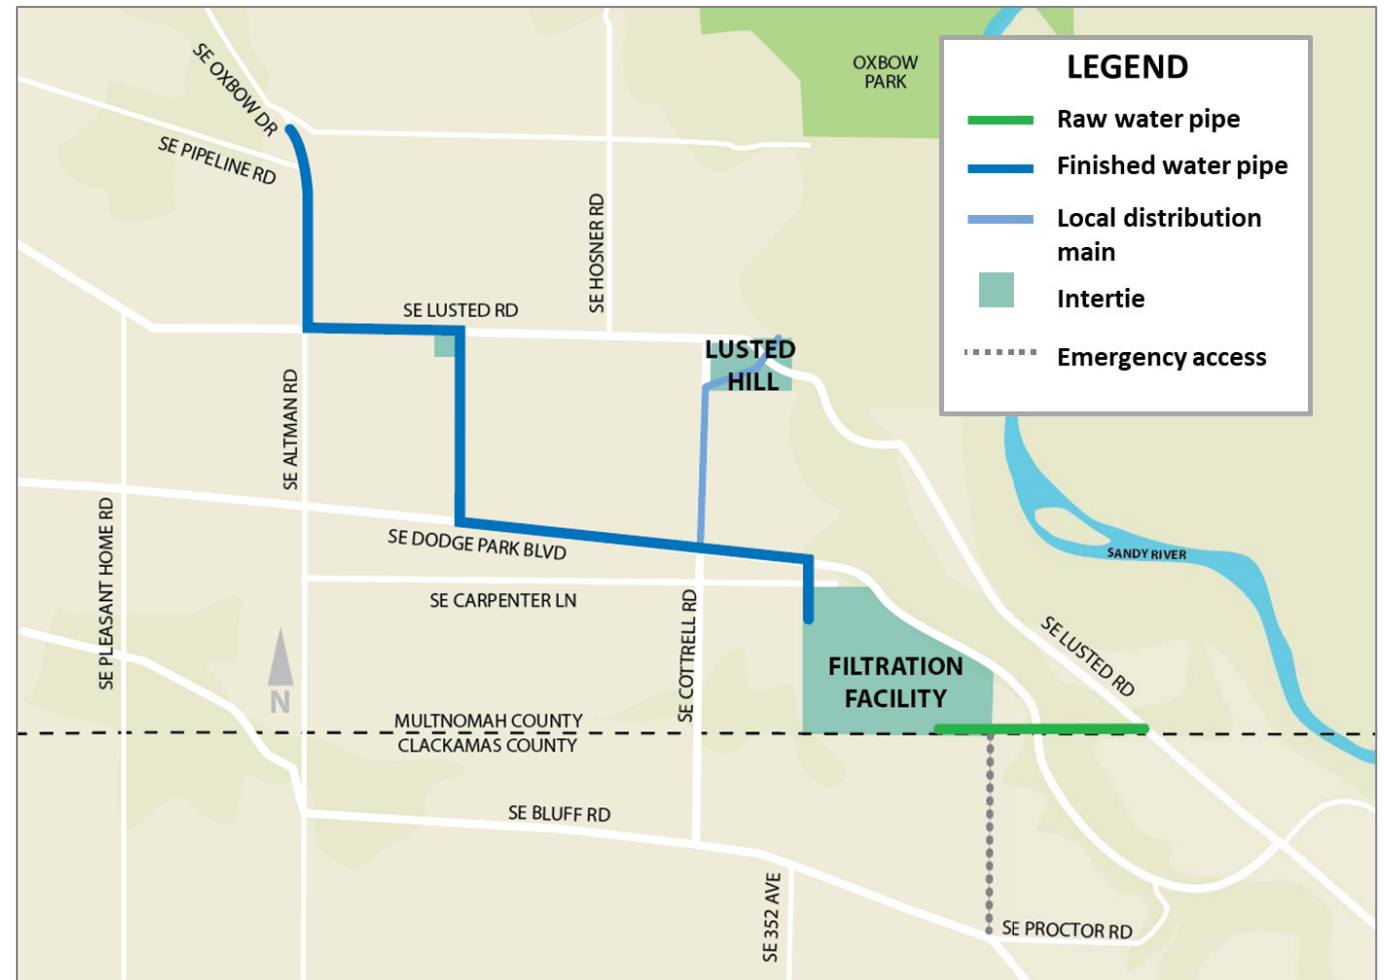 SE OXBOW DR
SE PIPELINE RD
OXBOW
PARK
LEGEND
Raw water pipe
Finished water pipe
Local distribution
main
Intertie
Emergency access
SE HOSNER RD
SE LUSTED RD
LUSTED
HILL
SE ALTMAN RD
SE PLEASANT HOME RD
SE DODGE PARK BLVD
SANDY RIVER
SE CARPENTER LN
SE COTTRELL RD
SE LUSTED RD
FILTRATION
FACILITY
N
MULTNOMAH COUNTY
CLACKAMAS COUNTY
SE BLUFF RD
SE 352 AVE
SE PROCTOR RD